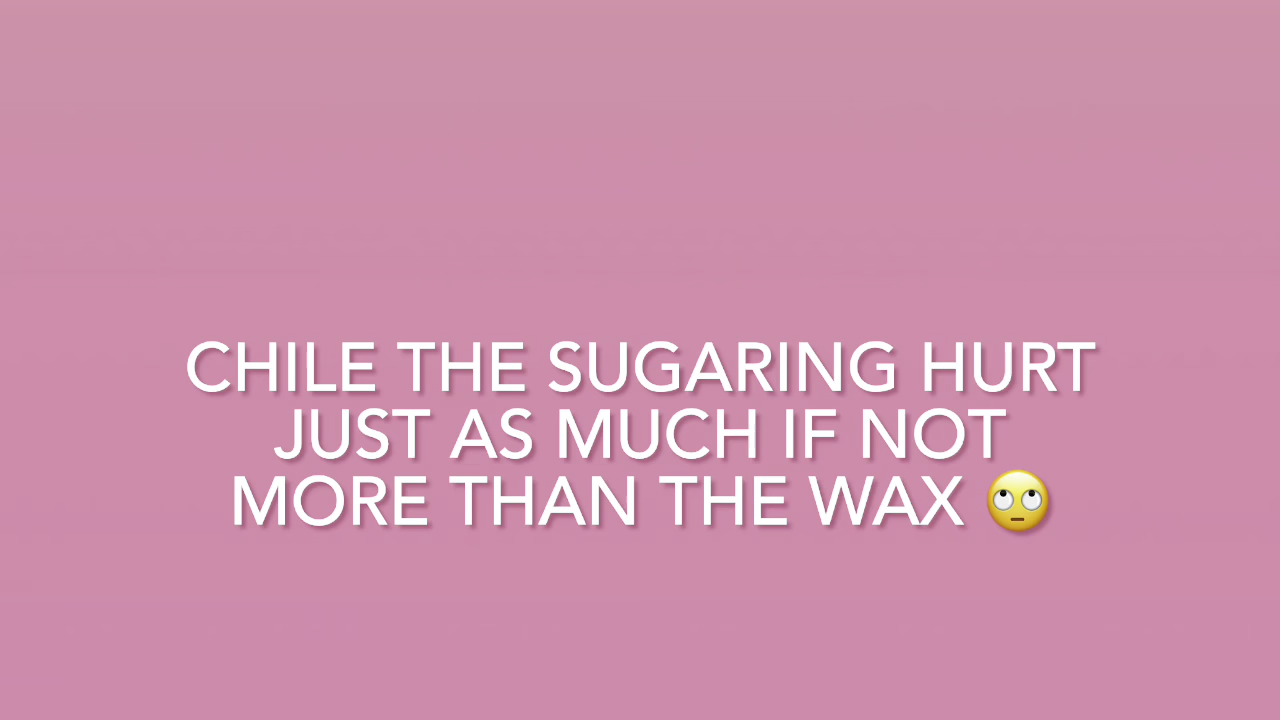 CHILE THE SUGARING HURT
JUST AS MUCH IF NOT
MORE THAN THE WAX 🙄